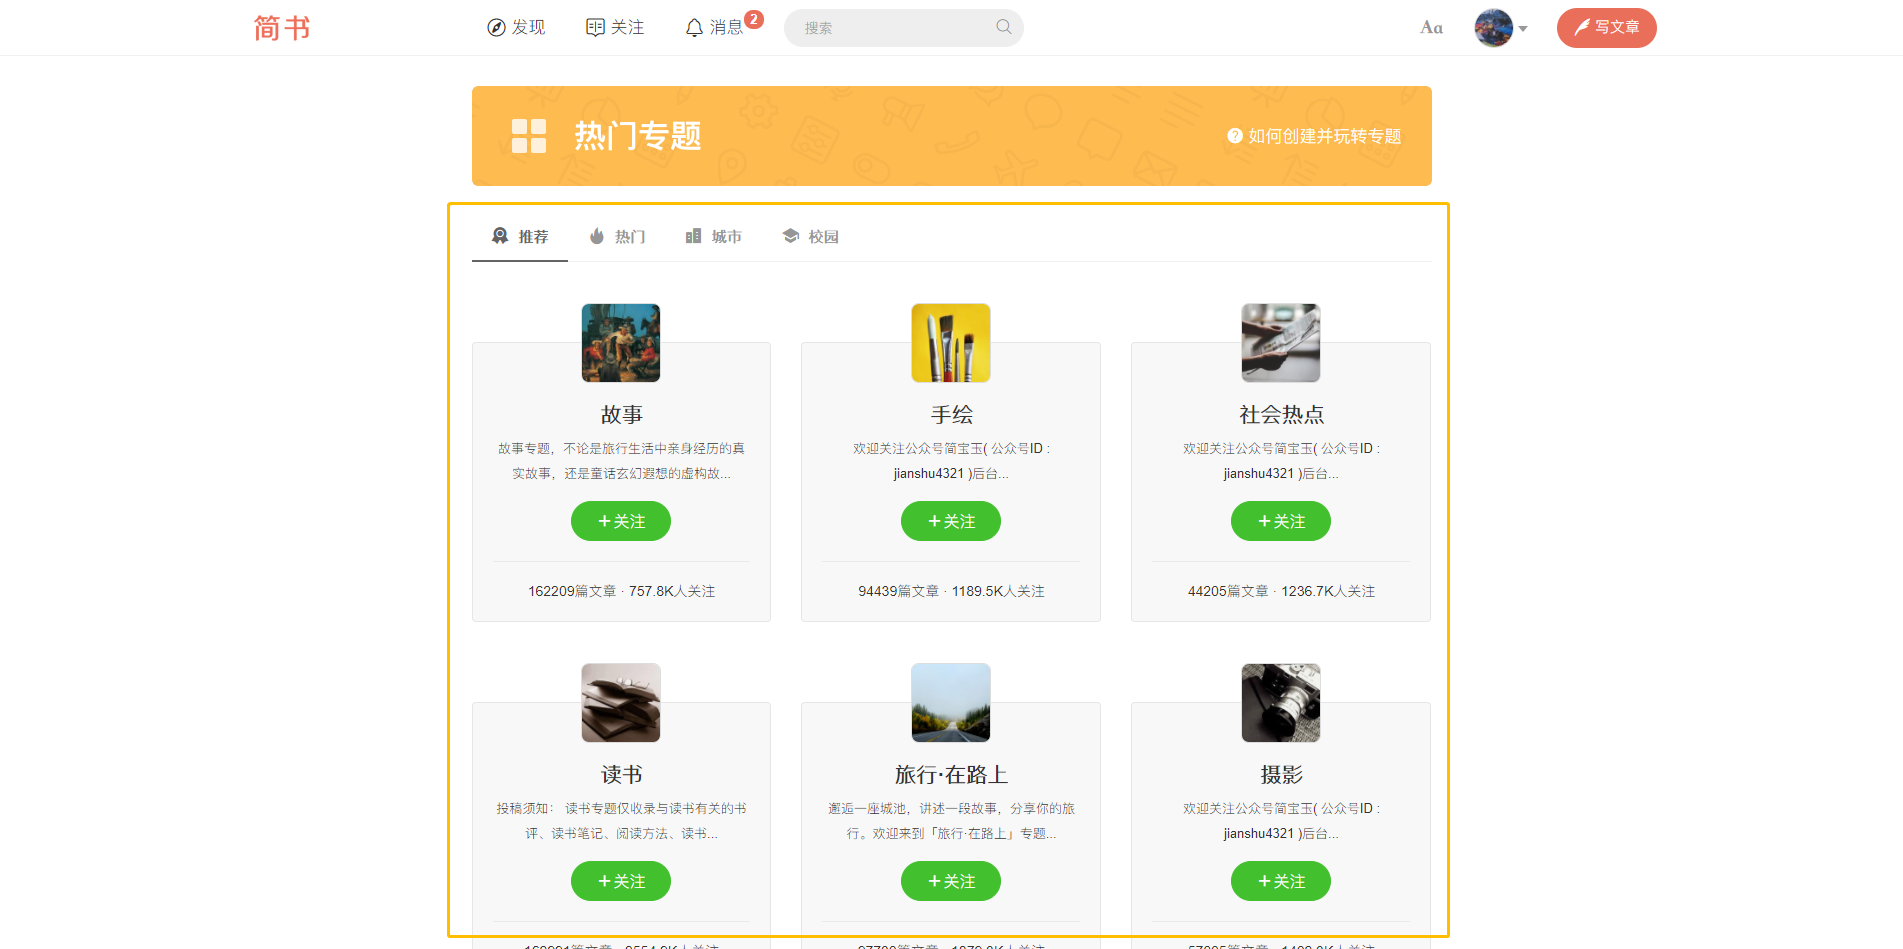 简书
发现
关注
消息
2
搜索
Aa
写文章
热门专题
? 如何创建并玩转专题
推荐
热门
城市
校园
故事
故事专题，不论是旅行生活中亲身经历的真
实故事，还是童话玄幻遐想的虚构故...
+关注
162209篇文章 · 757.8K人关注
手绘
欢迎关注公众号简宝玉( 公众号ID :
jianshu4321 )后台...
+关注
94439篇文章 · 1189.5K人关注
社会热点
欢迎关注公众号简宝玉( 公众号ID :
jianshu4321 )后台...
+关注
44205篇文章 · 1236.7K人关注
读书
投稿须知： 读书专题仅收录与读书有关的书
评、读书笔记、阅读方法、读书...
+关注
旅行·在路上
邂逅一座城池，讲述一段故事，分享你的旅
行。欢迎来到「旅行·在路上」专题...
+关注
摄影
欢迎关注公众号简宝玉( 公众号ID :
jianshu4321 )后台...
+关注